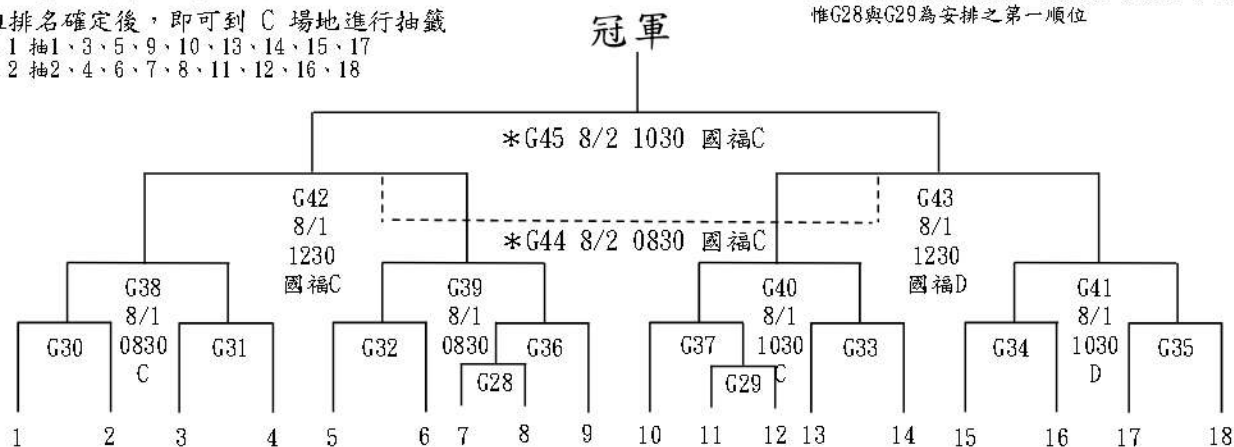 排名確定後，即可到 C 場地進行抽籤
1 抽1、3、5、9、10、13、14、15、17
2 抽2、4、6、7、8、11、12、16、18
惟G28與G29為安排之第一順位
冠軍
*G45 8/2 1030 國福C
G42
8/1
1230
國福C
G43
8/1
1230
國福D
*G44 8/2 0830 國福C
G38
8/1
0830
C
G39
8/1
0830
G40
8/1
1030
C
G41
8/1
1030
D
G30
G31
G32
G36
G37
G33
G34
G35
G28
G29
1 2 3 4 5 6 7 8 9 10 11 12 13 14 15 16 17 18